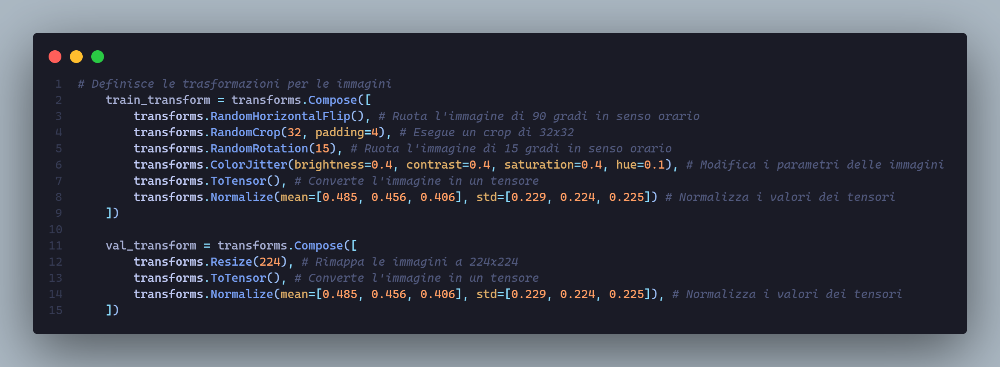 1 # Definisce le trasformazioni per le immagini
2 train_transform = transforms.Compose([
3 transforms.RandomHorizontalFlip(), # Ruota l'immagine di 90 gradi in senso orario
4 transforms.RandomCrop(32, padding=4), # Esegue un crop di 32x32
5 transforms.RandomRotation(15), # Ruota l'immagine di 15 gradi in senso orario
6 transforms.ColorJitter(brightness=0.4, contrast=0.4, saturation=0.4, hue=0.1), # Modifica i parametri delle immagini
7 transforms.ToTensor(), # Converte l'immagine in un tensore
8 transforms.Normalize(mean=[0.485, 0.456, 0.406], std=[0.229, 0.224, 0.225]) # Normalizza i valori dei tensori
9 ])
10
11 val_transform = transforms.Compose([
12 transforms.Resize(224), # Rimappa le immagini a 224x224
13 transforms.ToTensor(), # Converte l'immagine in un tensore
14 transforms.Normalize(mean=[0.485, 0.456, 0.406], std=[0.229, 0.224, 0.225]), # Normalizza i valori dei tensori
15 ])